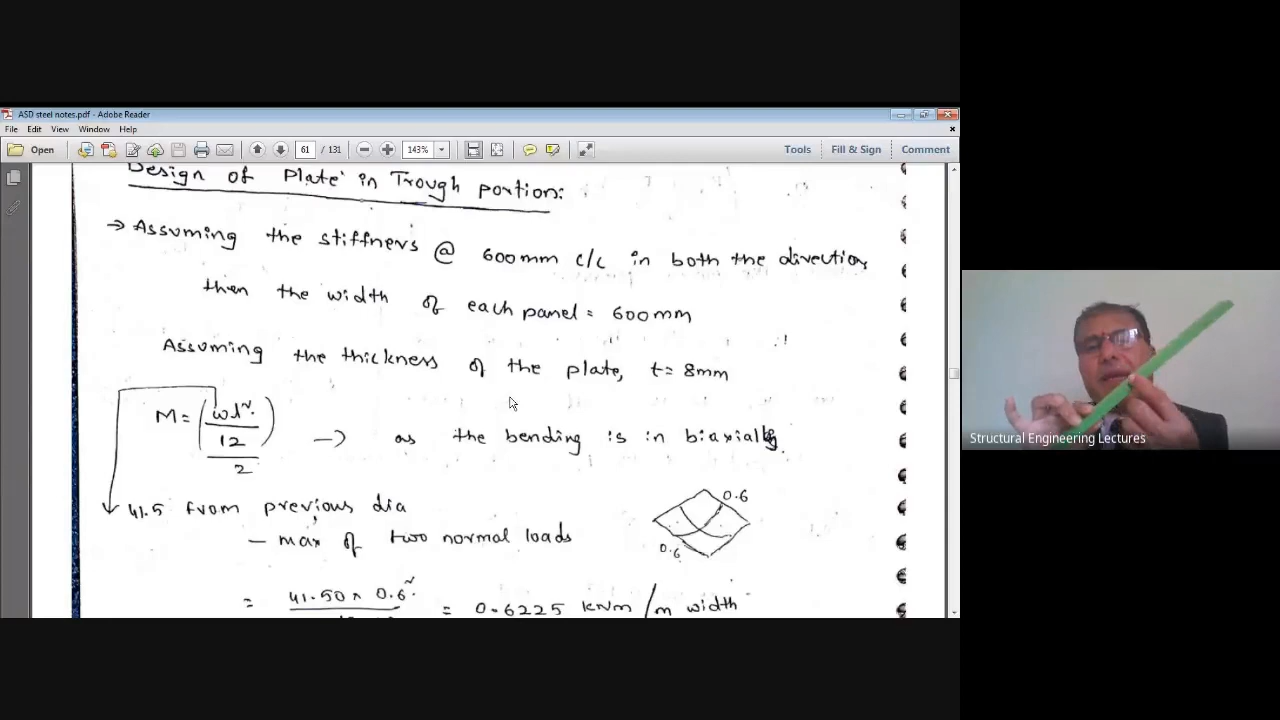 ASD steel notes.pdf - Adobe Reader
File Edit View Window Help
Open 61 / 131 143% Tools Fill & Sign Comment
Design of Plate in Trough portion:
→ Assuming the stiffners @ 600mm c/c in both the direction,
then the width of each panel = 600mm
Assuming the thickness of the plate, t = 8mm
M = (wl²/12)/2 → as the bending is in biaxially.
41.5 from previous dia
- max of two normal loads
0.6
0.6
= 41.50 x 0.6² = 0.6225 kNm/m width
Structural Engineering Lectures